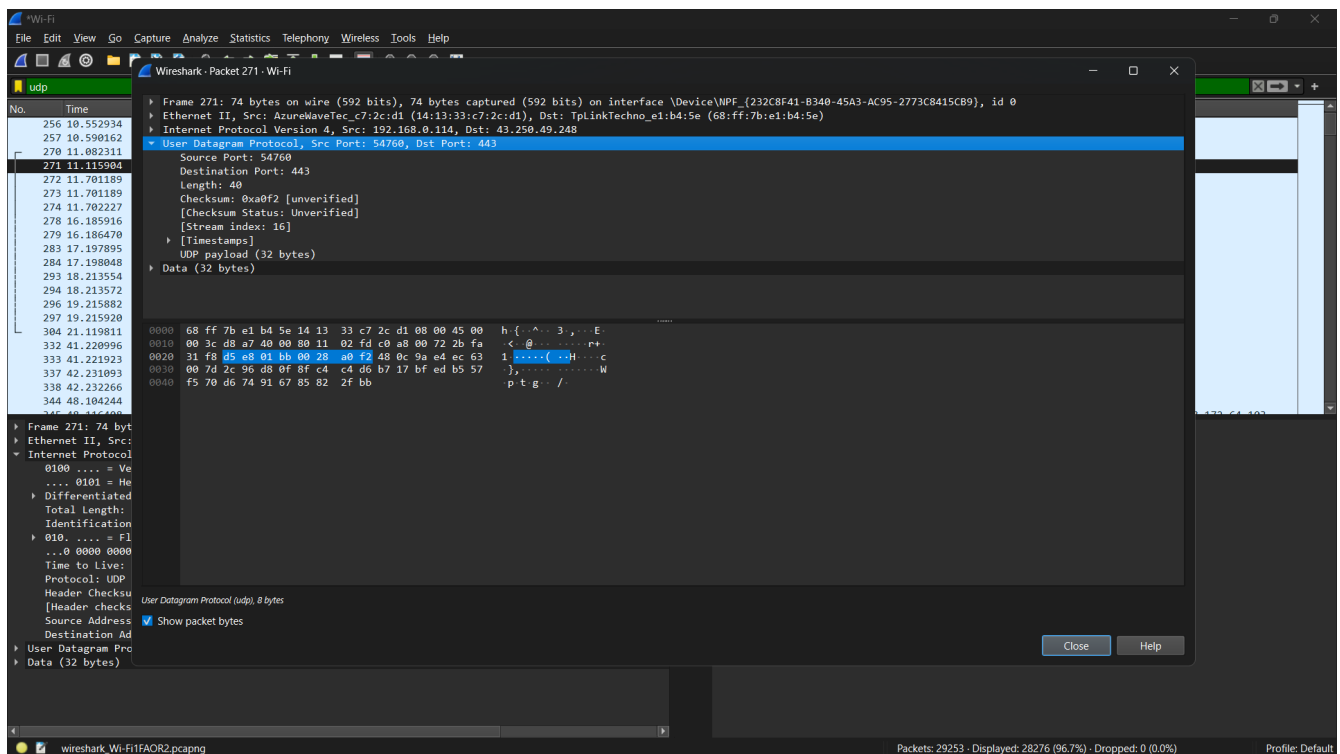 *Wi-Fi
File Edit View Go Capture Analyze Statistics Telephony Wireless Tools Help
Wireshark · Packet 271 · Wi-Fi
udp
No. Time
256 10.552934
257 10.590162
270 11.082311
271 11.115904
272 11.701189
273 11.701189
274 11.702227
278 16.185916
279 16.186470
283 17.197895
284 17.198048
293 18.213554
294 18.213572
296 19.215882
297 19.215920
304 21.119811
332 41.220996
333 41.221923
337 42.231093
338 42.232266
344 48.104244
Frame 271: 74 bytes on wire (592 bits), 74 bytes captured (592 bits) on interface \Device\NPF_{232C8F41-B340-45A3-AC95-2773C8415CB9}, id 0
Ethernet II, Src: AzureWaveTec_c7:2c:d1 (14:13:33:c7:2c:d1), Dst: TpLinkTechno_e1:b4:5e (68:ff:7b:e1:b4:5e)
Internet Protocol Version 4, Src: 192.168.0.114, Dst: 43.250.49.248
User Datagram Protocol, Src Port: 54760, Dst Port: 443
Source Port: 54760
Destination Port: 443
Length: 40
Checksum: 0xa0f2 [unverified]
[Checksum Status: Unverified]
[Stream index: 16]
[Timestamps]
UDP payload (32 bytes)
Data (32 bytes)
0000 68 ff 7b e1 b4 5e 14 13 33 c7 2c d1 08 00 45 00 h·{··^·· 3·,···E·
0010 00 3c d8 a7 40 00 80 11 02 fd c0 a8 00 72 2b fa ·<··@··· ·····r+·
0020 31 f8 d5 e8 01 bb 00 28 a0 f2 48 0c 9a e4 ec 63 1······( ··H····c
0030 00 7d 2c 96 d8 0f 8f c4 c4 d6 b7 17 bf ed b5 57 ·},····· ·······W
0040 f5 70 d6 74 91 67 85 82 2f bb ·p·t·g·· /·
User Datagram Protocol (udp), 8 bytes
Show packet bytes
Close Help
Frame 271: 74 byt
Ethernet II, Src:
Internet Protocol
0100 .... = Ve
.... 0101 = He
Differentiated
Total Length:
Identification
010. .... = Fl
...0 0000 0000
Time to Live:
Protocol: UDP
Header Checksu
[Header checks
Source Address
Destination Ad
User Datagram Pro
Data (32 bytes)
wireshark_Wi-Fi1FAOR2.pcapng
Packets: 29253 · Displayed: 28276 (96.7%) · Dropped: 0 (0.0%)
Profile: Default